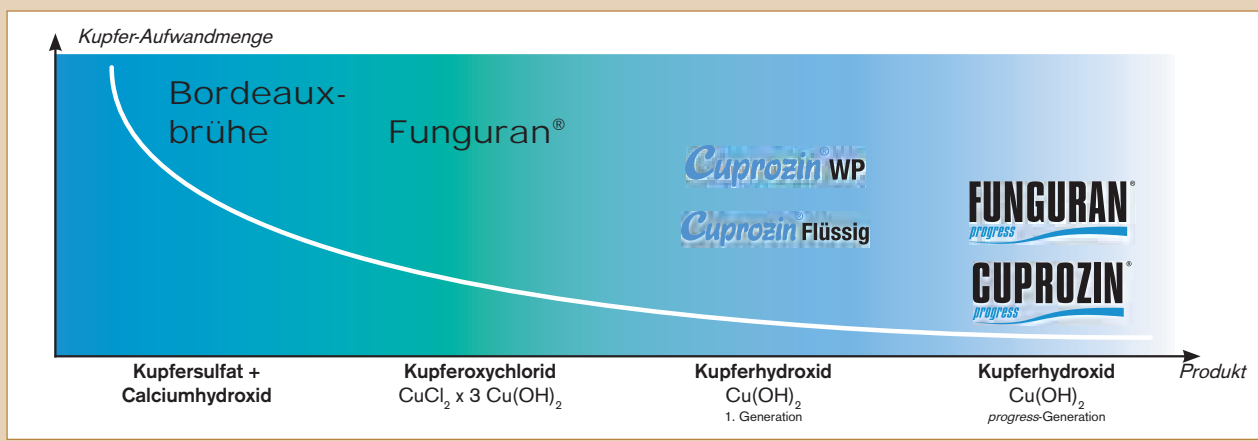 Kupfer-Aufwandmenge
Bordeaux-
brühe
Funguran®
Cuprozin® WP
Cuprozin® Flüssig
FUNGURAN®
progress
CUPROZIN®
progress
Kupfersulfat +
Calciumhydroxid
Kupferoxychlorid
CuCl₂ x 3 Cu(OH)₂
Kupferhydroxid
Cu(OH)₂
1. Generation
Kupferhydroxid
Cu(OH)₂
progress-Generation
Produkt